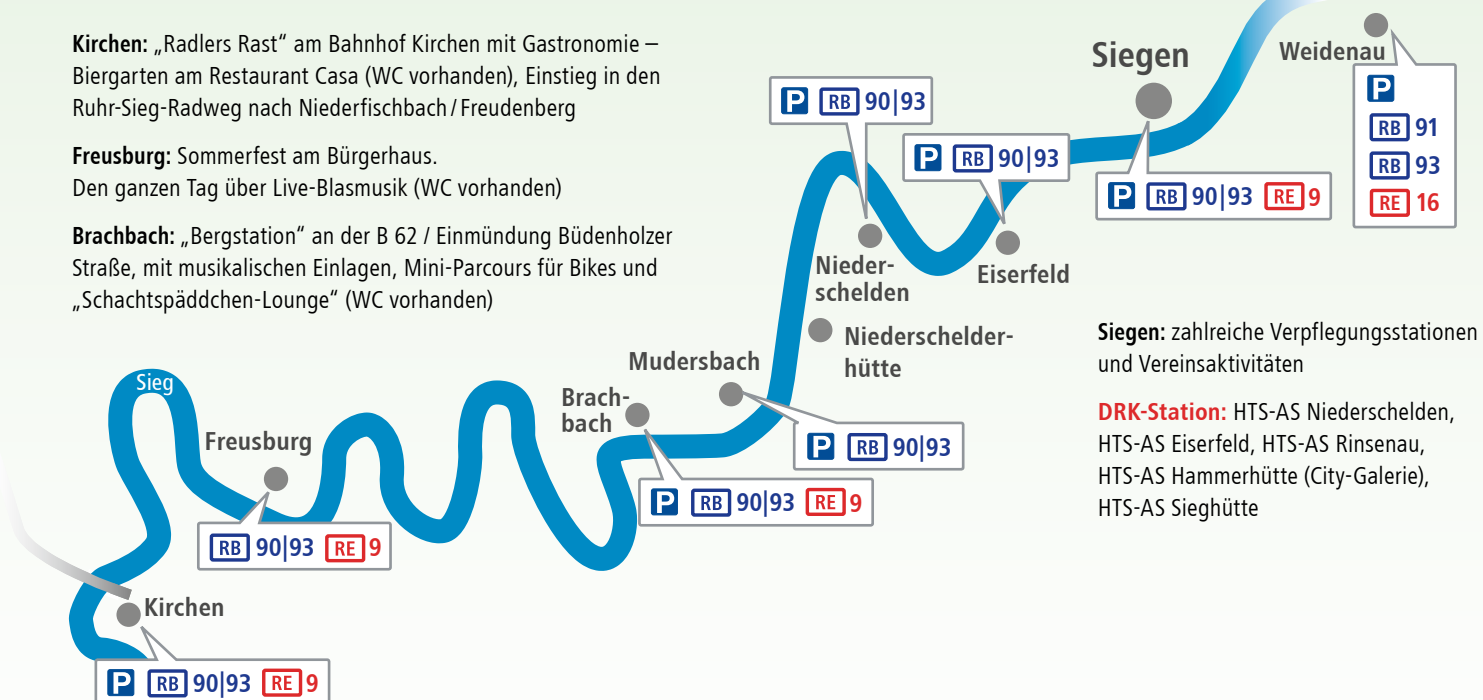 Kirchen: „Radlers Rast“ am Bahnhof Kirchen mit Gastronomie –
Biergarten am Restaurant Casa (WC vorhanden), Einstieg in den
Ruhr-Sieg-Radweg nach Niederfischbach / Freudenberg
Freusburg: Sommerfest am Bürgerhaus.
Den ganzen Tag über Live-Blasmusik (WC vorhanden)
Brachbach: „Bergstation“ an der B 62 / Einmündung Büdenholzer
Straße, mit musikalischen Einlagen, Mini-Parcours für Bikes und
„Schachtspäddchen-Lounge“ (WC vorhanden)
Siegen
Weidenau
P
RB 91
RB 93
RE 16
P RB 90|93
P RB 90|93
P RB 90|93 RE 9
Nieder-
schelden
Eiserfeld
Niederschelder-
hütte
Mudersbach
P RB 90|93
Brach-
bach
P RB 90|93 RE 9
Sieg
Freusburg
RB 90|93 RE 9
Kirchen
P RB 90|93 RE 9
Siegen: zahlreiche Verpflegungsstationen
und Vereinsaktivitäten
DRK-Station: HTS-AS Niederschelden,
HTS-AS Eiserfeld, HTS-AS Rinsenau,
HTS-AS Hammerhütte (City-Galerie),
HTS-AS Sieghütte